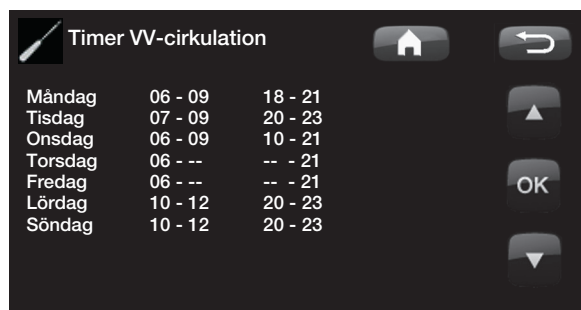 Timer VV-cirkulation
Måndag 06 - 09 18 - 21
Tisdag 07 - 09 20 - 23
Onsdag 06 - 09 10 - 21
Torsdag 06 - -- -- - 21
Fredag 06 - -- -- - 21
Lördag 10 - 12 20 - 23
Söndag 10 - 12 20 - 23
OK